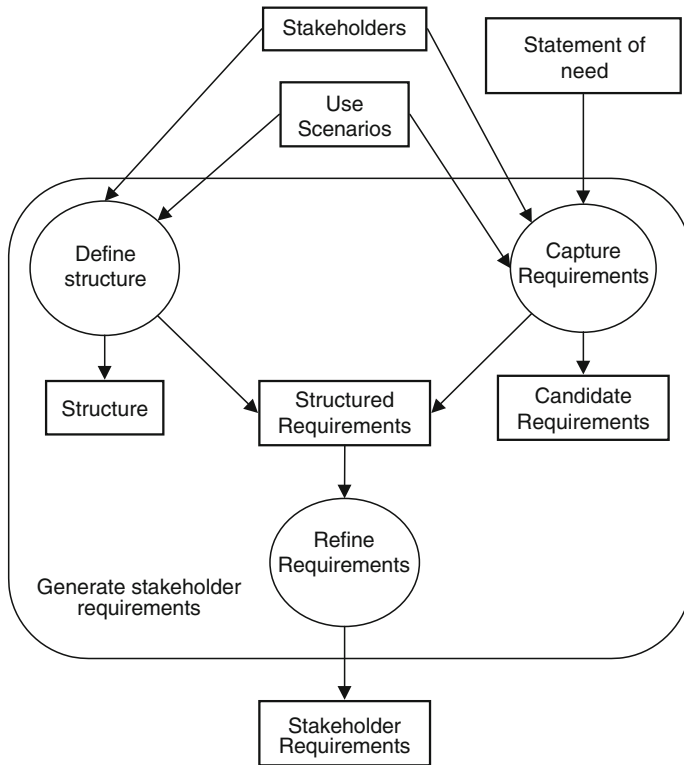 Stakeholders
Statement of
need
Use
Scenarios
Define
structure
Capture
Requirements
Structure
Structured
Requirements
Candidate
Requirements
Refine
Requirements
Generate stakeholder
requirements
Stakeholder
Requirements